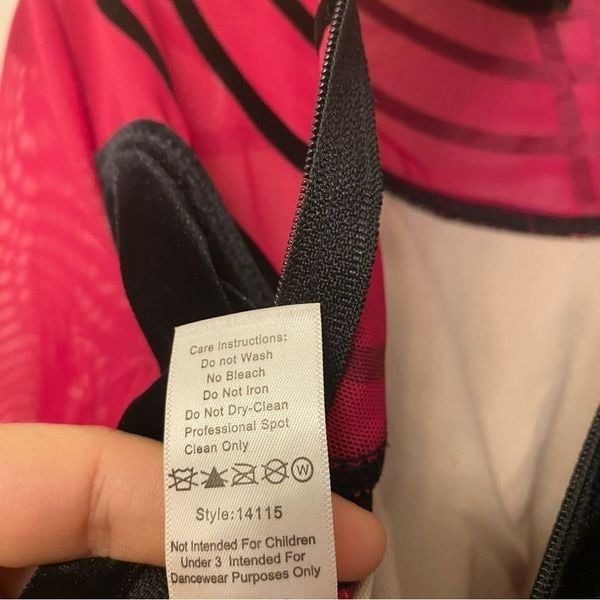 Care Instructions:
Do not Wash
No Bleach
Do Not Iron
Do Not Dry-Clean
Professional Spot
Clean Only
W
Style:14115
Not Intended For Children
Under 3 Intended For
Dancewear Purposes Only